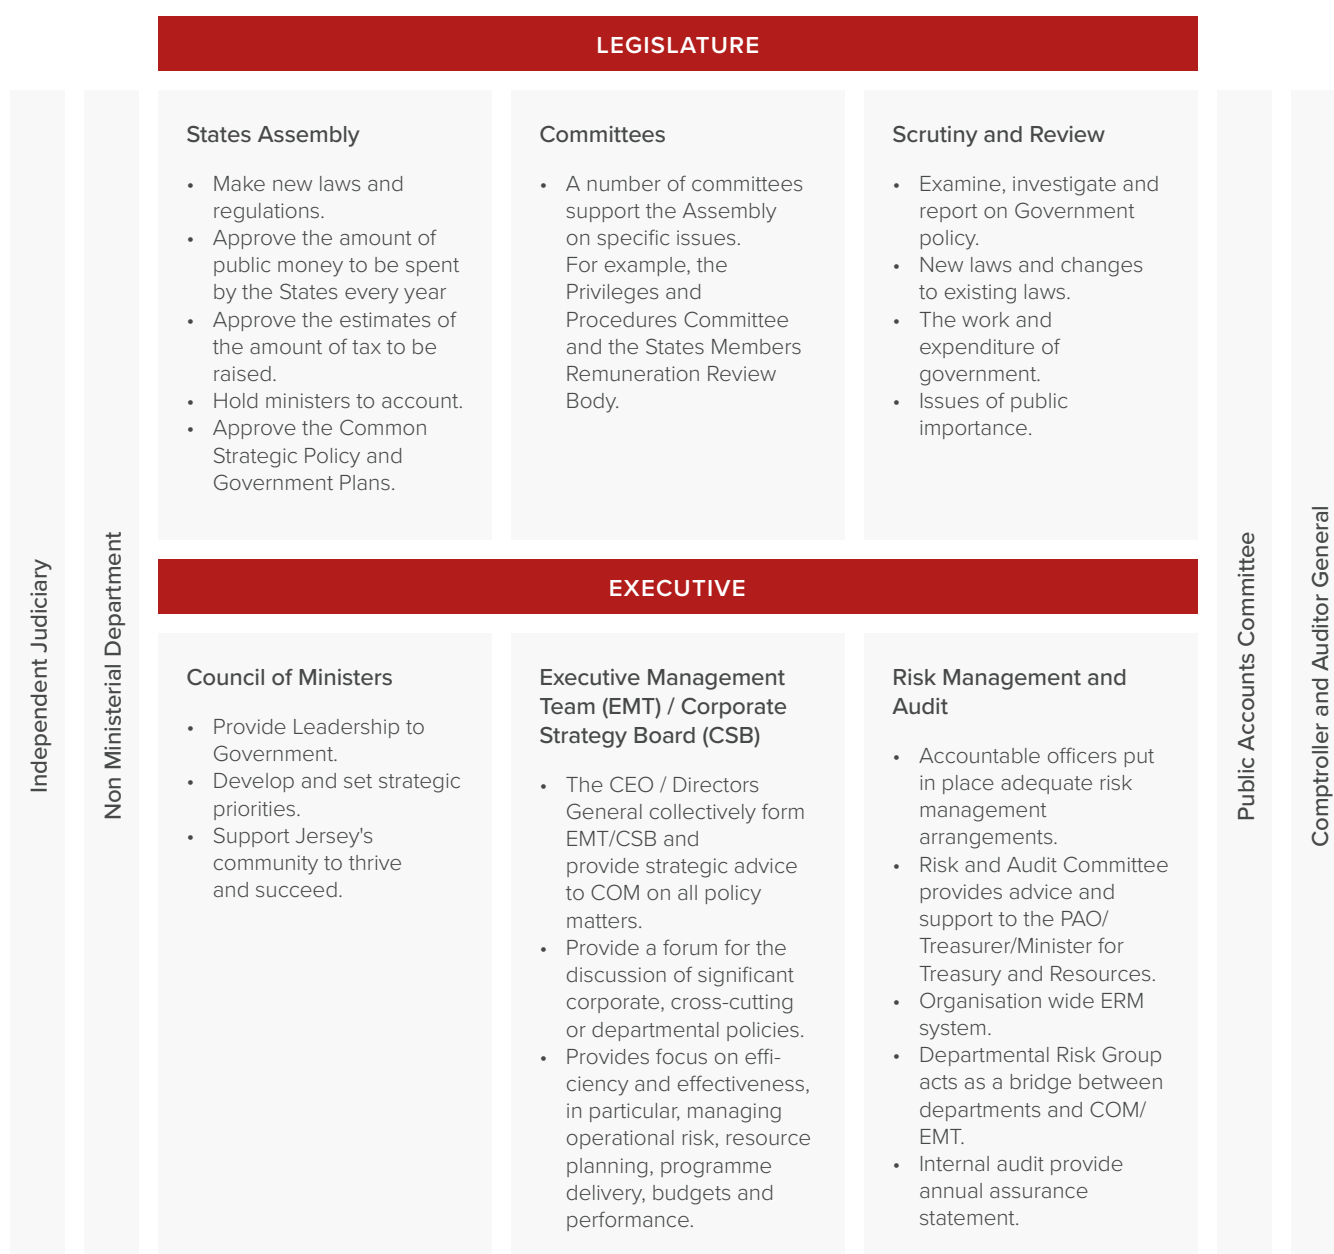 LEGISLATURE
Independent Judiciary
Non Ministerial Department
States Assembly
• Make new laws and
regulations.
• Approve the amount of
public money to be spent
by the States every year
• Approve the estimates of
the amount of tax to be
raised.
• Hold ministers to account.
• Approve the Common
Strategic Policy and
Government Plans.
Committees
• A number of committees
support the Assembly
on specific issues.
For example, the
Privileges and
Procedures Committee
and the States Members
Remuneration Review
Body.
Scrutiny and Review
• Examine, investigate and
report on Government
policy.
• New laws and changes
to existing laws.
• The work and
expenditure of
government.
• Issues of public
importance.
EXECUTIVE
Council of Ministers
• Provide Leadership to
Government.
• Develop and set strategic
priorities.
• Support Jersey's
community to thrive
and succeed.
Executive Management
Team (EMT) / Corporate
Strategy Board (CSB)
• The CEO / Directors
General collectively form
EMT/CSB and
provide strategic advice
to COM on all policy
matters.
• Provide a forum for the
discussion of significant
corporate, cross-cutting
or departmental policies.
• Provides focus on effi-
ciency and effectiveness,
in particular, managing
operational risk, resource
planning, programme
delivery, budgets and
performance.
Risk Management and
Audit
• Accountable officers put
in place adequate risk
management
arrangements.
• Risk and Audit Committee
provides advice and
support to the PAO/
Treasurer/Minister for
Treasury and Resources.
• Organisation wide ERM
system.
• Departmental Risk Group
acts as a bridge between
departments and COM/
EMT.
• Internal audit provide
annual assurance
statement.
Public Accounts Committee
Comptroller and Auditor General